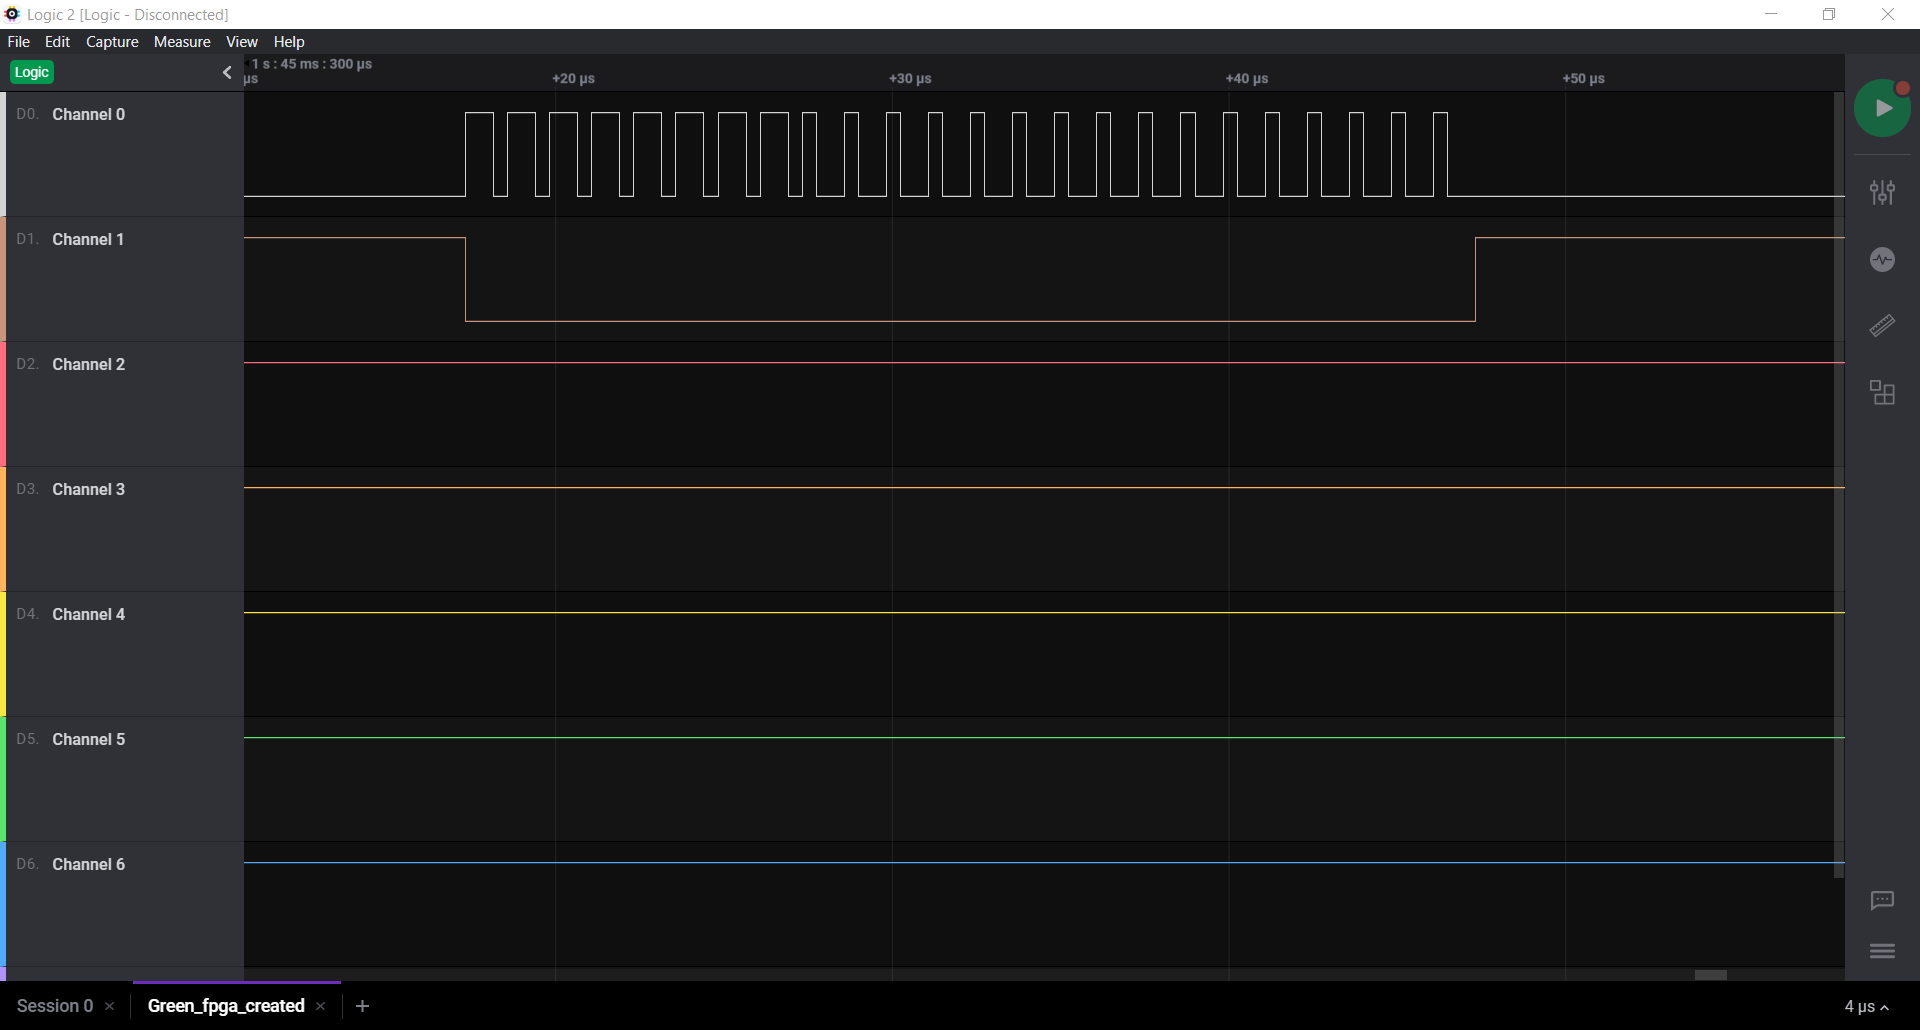 Logic 2 [Logic - Disconnected]
File Edit Capture Measure View Help
Logic
1 s : 45 ms : 300 µs
µs +20 µs +30 µs +40 µs +50 µs
D0. Channel 0
D1. Channel 1
D2. Channel 2
D3. Channel 3
D4. Channel 4
D5. Channel 5
D6. Channel 6
Session 0 Green_fpga_created
4 µs